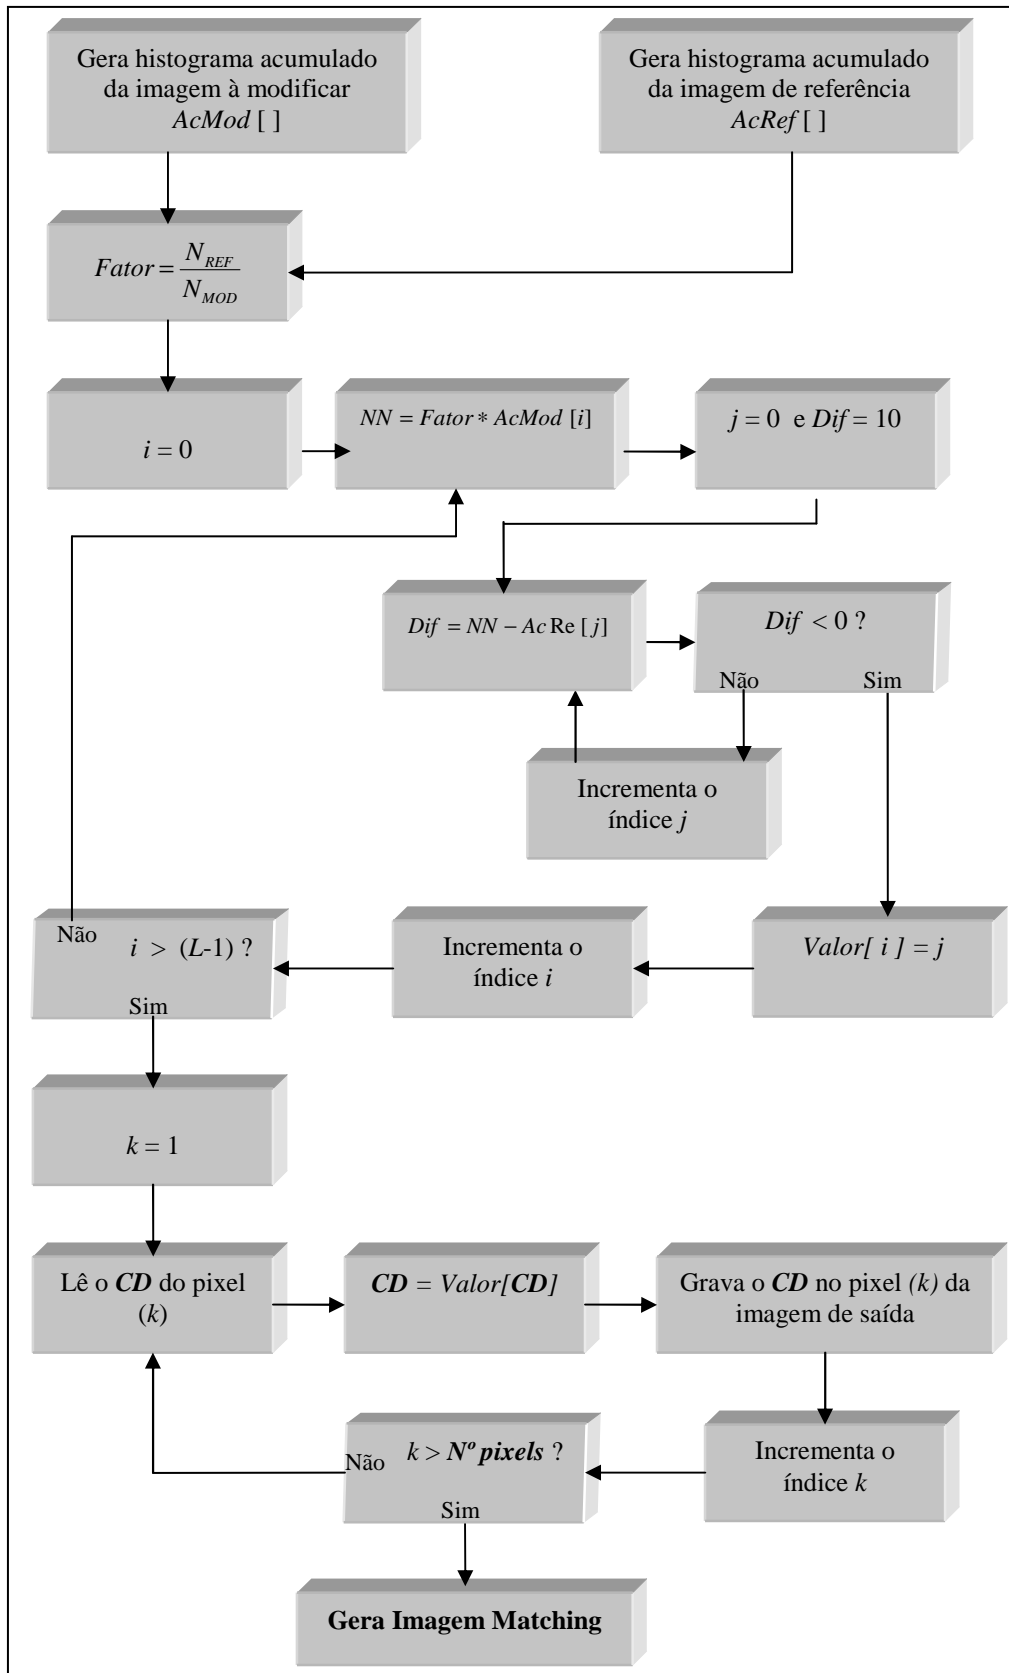 Gera histograma acumulado
da imagem à modificar
AcMod [ ]
Gera histograma acumulado
da imagem de referência
AcRef [ ]
Fator = N_REF / N_MOD
i = 0
NN = Fator * AcMod [i]
j = 0 e Dif = 10
Dif = NN − Ac Re [ j]
Dif < 0 ?
Não
Sim
Incrementa o
índice j
Não
i > (L-1) ?
Sim
Incrementa o
índice i
Valor[ i ] = j
k = 1
Lê o CD do pixel
(k)
CD = Valor[CD]
Grava o CD no pixel (k) da
imagem de saída
Não
k > Nº pixels ?
Sim
Incrementa o
índice k
Gera Imagem Matching